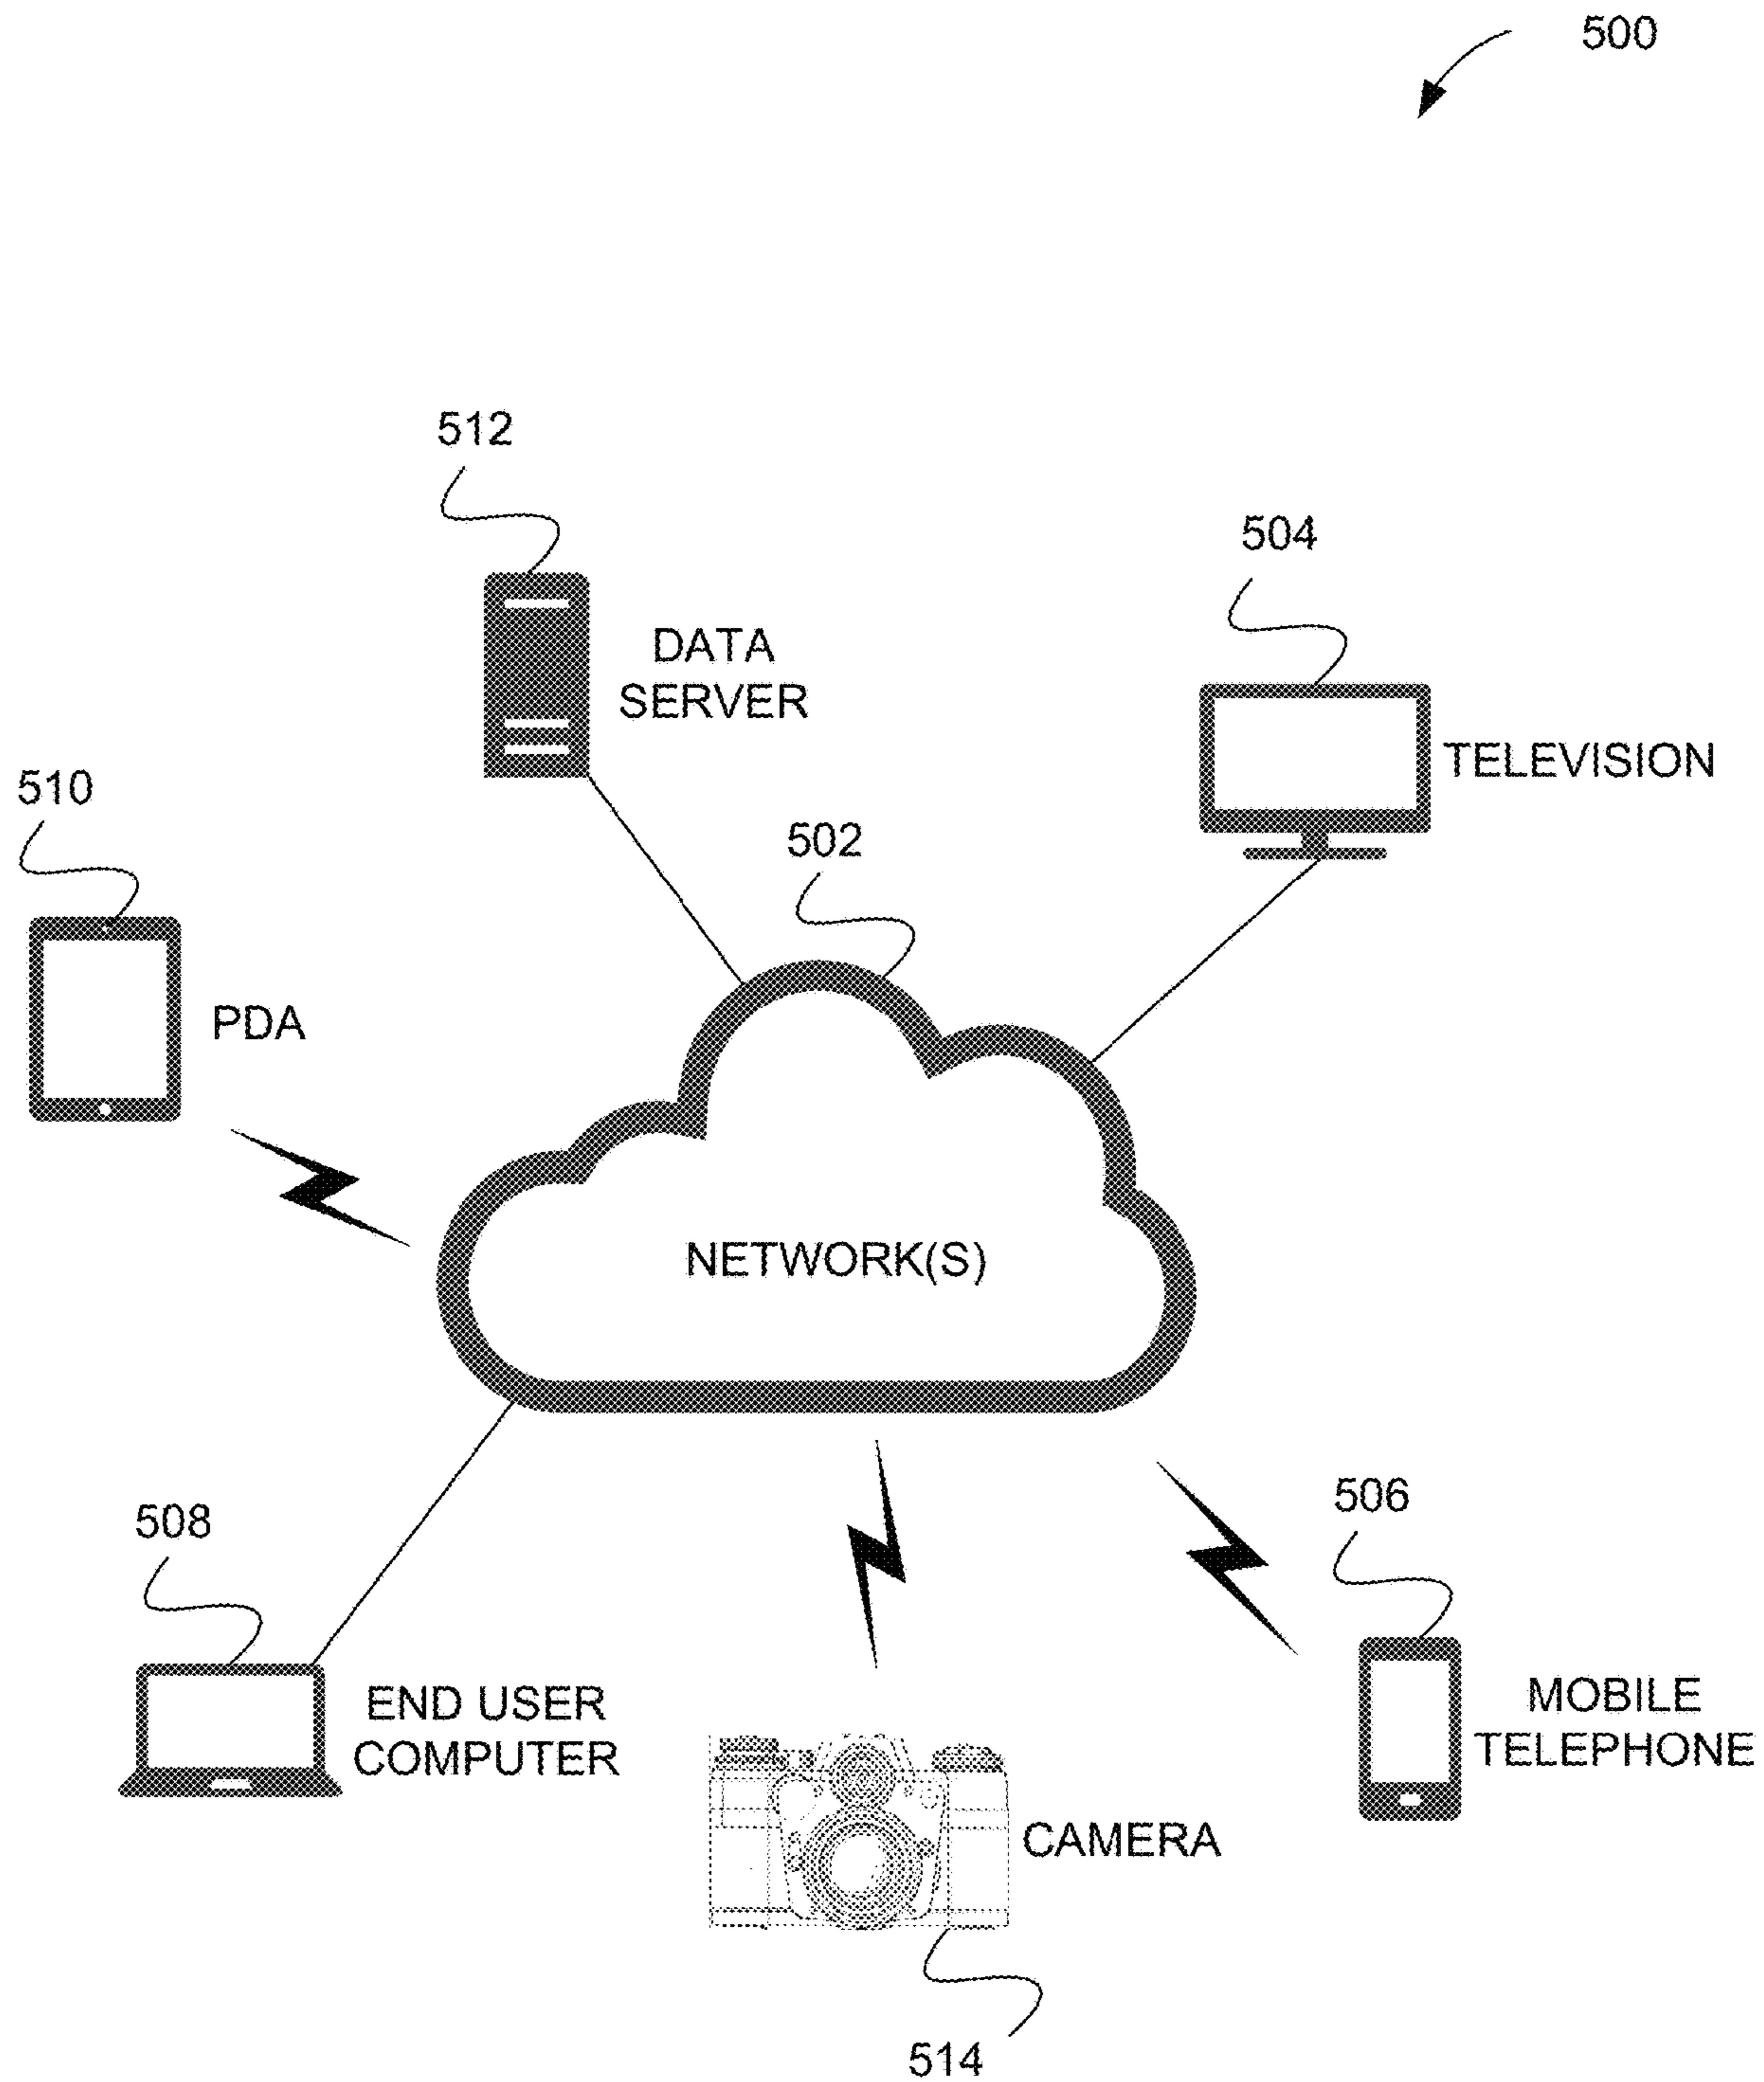 500
512
504
DATA
SERVER
TELEVISION
510
502
PDA
NETWORK(S)
508
506
END USER
COMPUTER
MOBILE
TELEPHONE
CAMERA
514